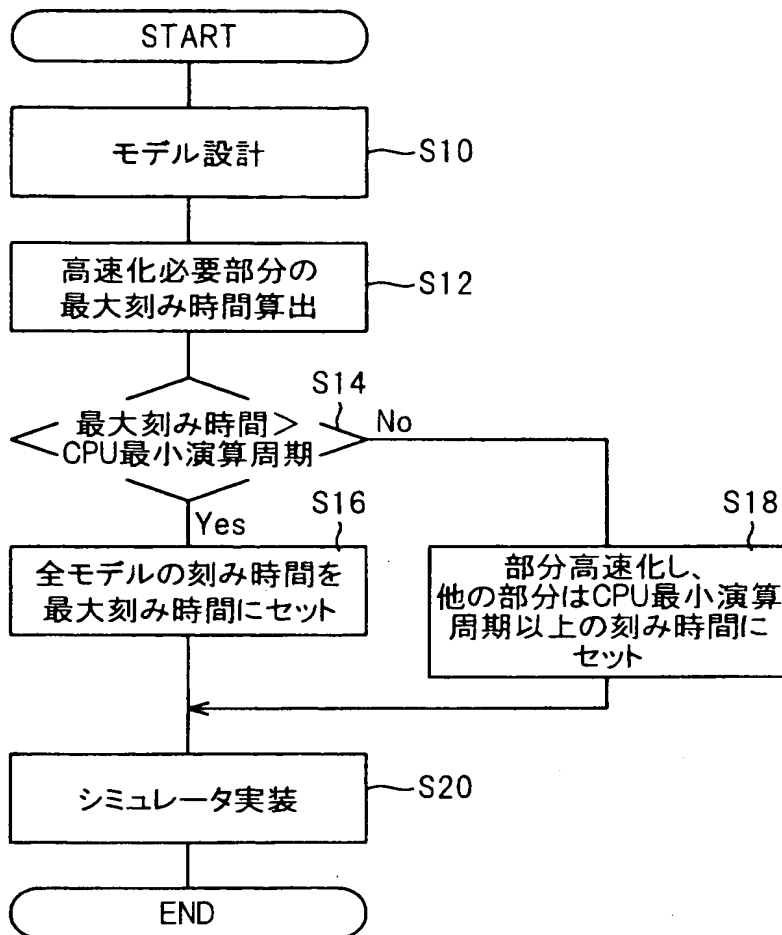 START
モデル設計
S10
高速化必要部分の
最大刻み時間算出
S12
S14
最大刻み時間＞
CPU最小演算周期
No
Yes
S16
全モデルの刻み時間を
最大刻み時間にセット
S18
部分高速化し、
他の部分はCPU最小演算
周期以上の刻み時間に
セット
シミュレータ実装
S20
END